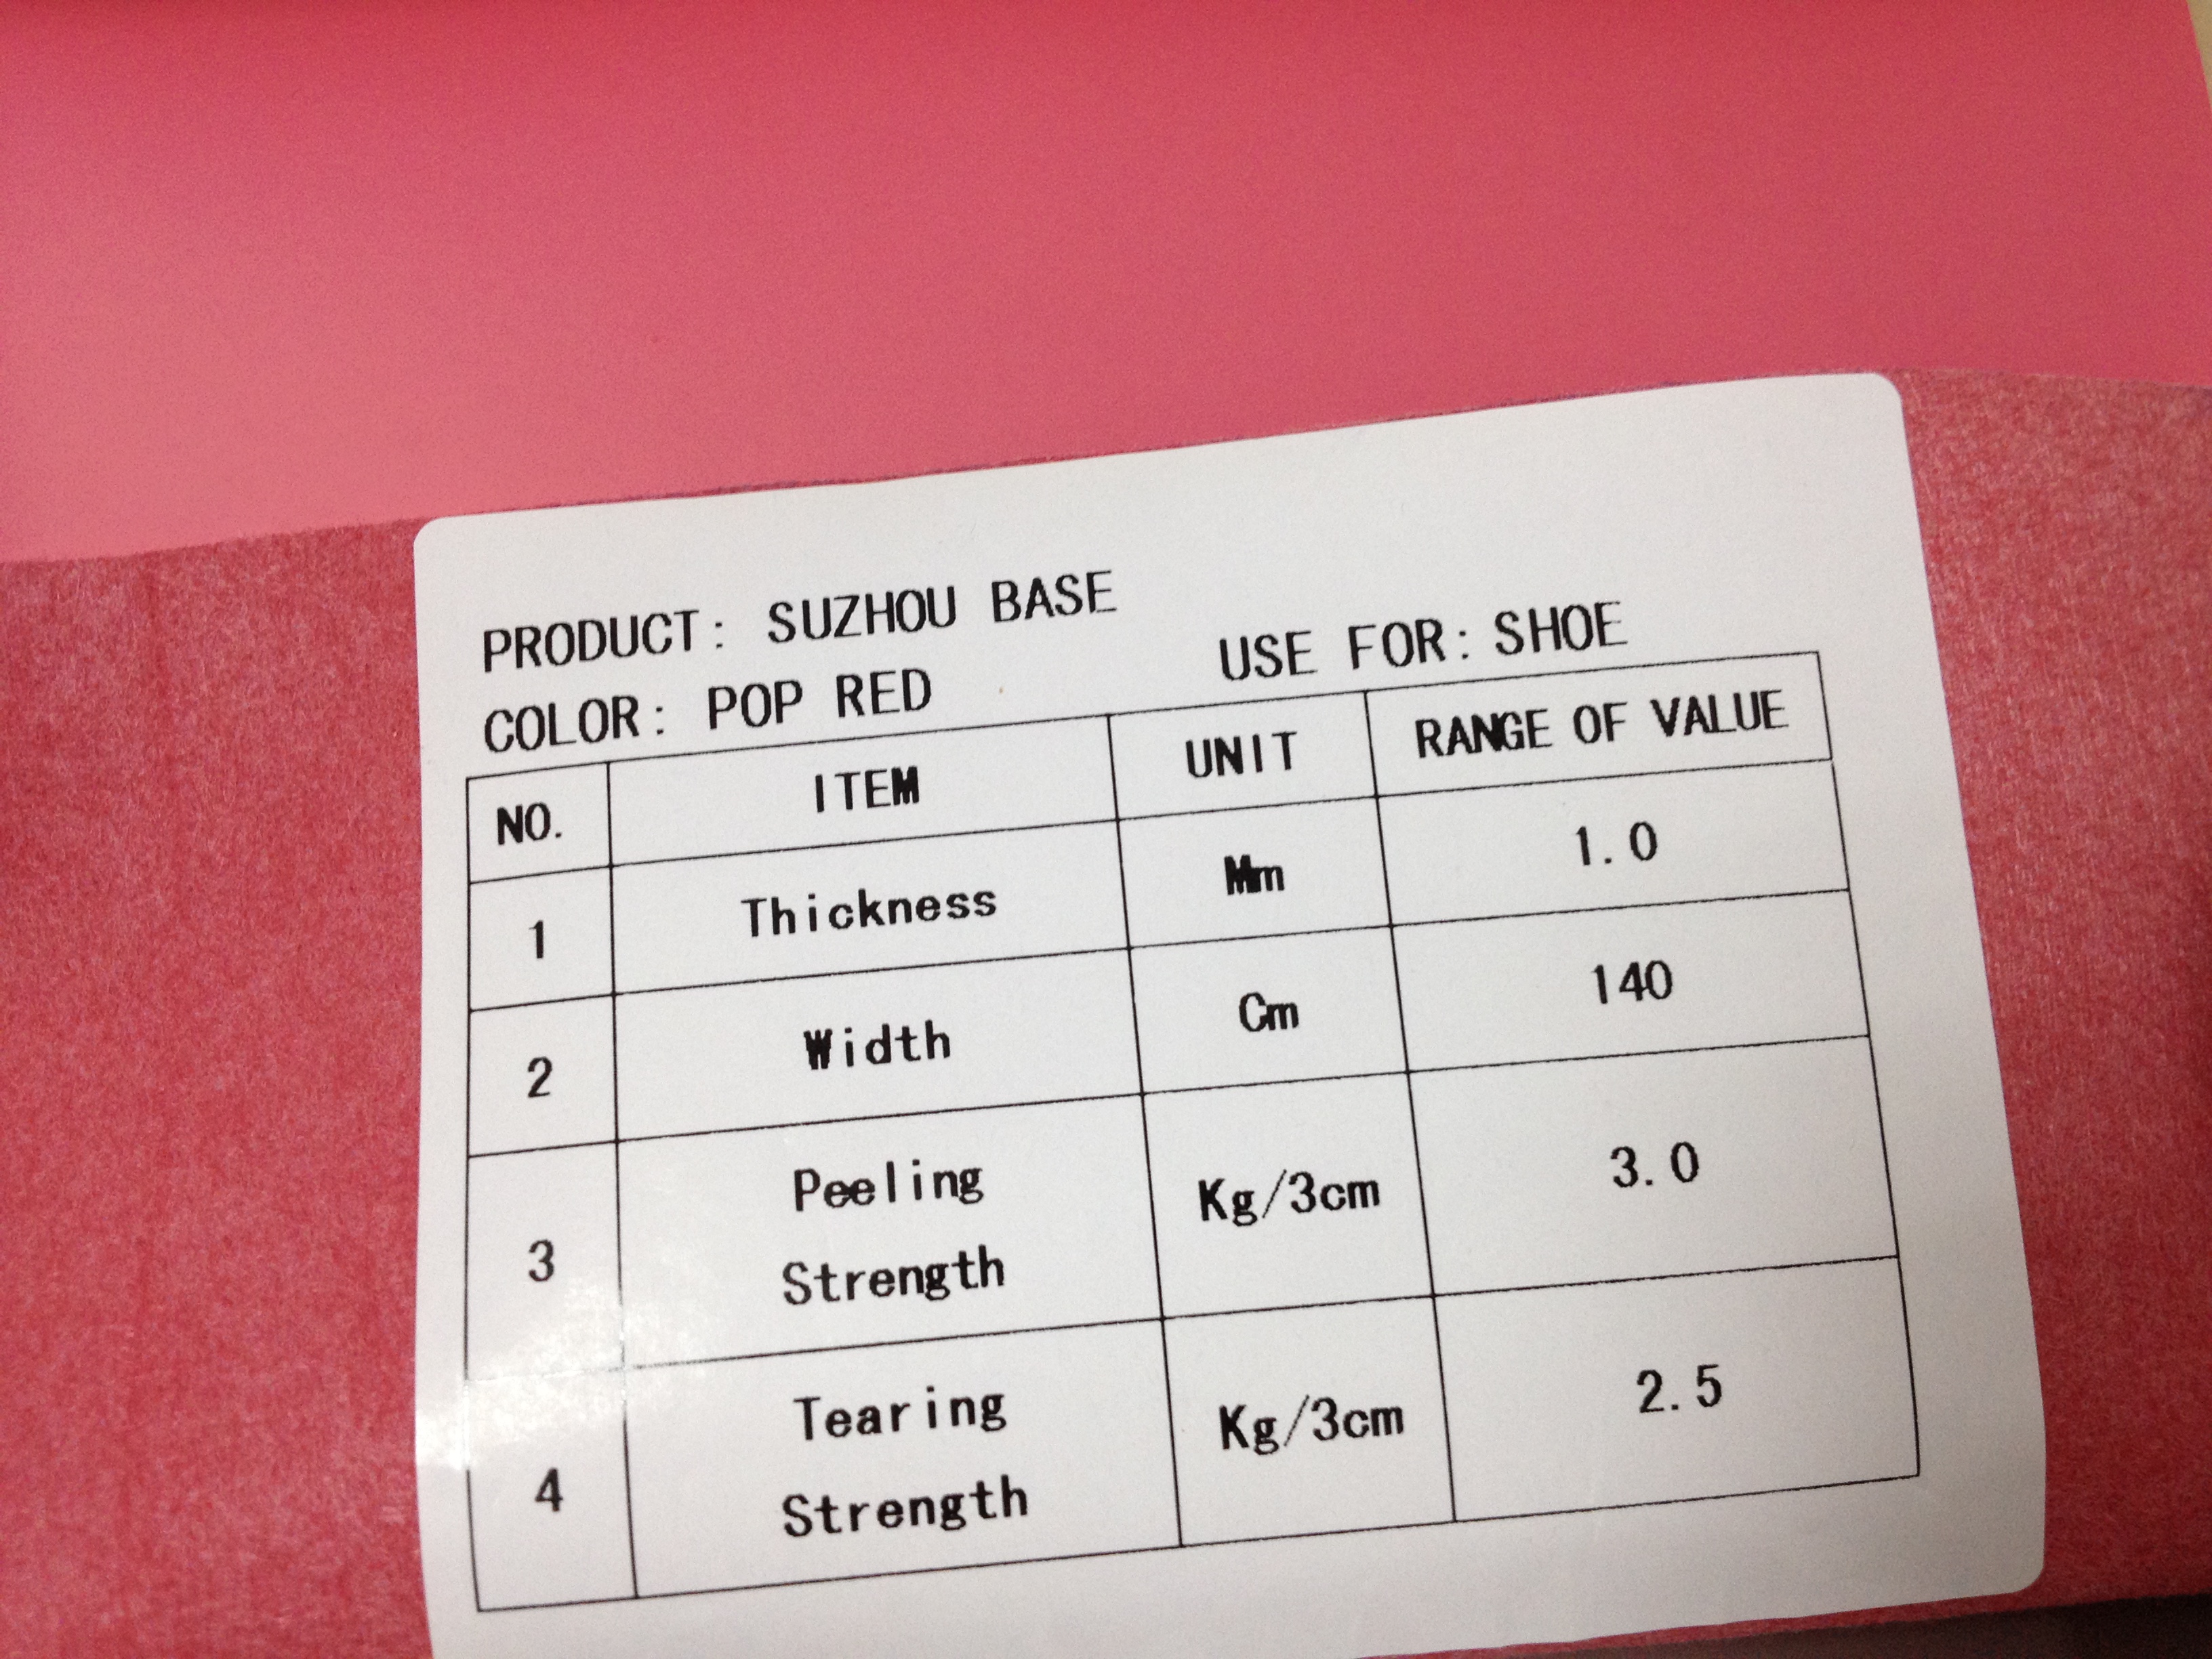 PRODUCT: SUZHOU BASE
COLOR: POP RED USE FOR: SHOE
NO. ITEM UNIT RANGE OF VALUE
1 Thickness Mm 1.0
2 Width Cm 140
3 Peeling Strength Kg/3cm 3.0
4 Tearing Strength Kg/3cm 2.5